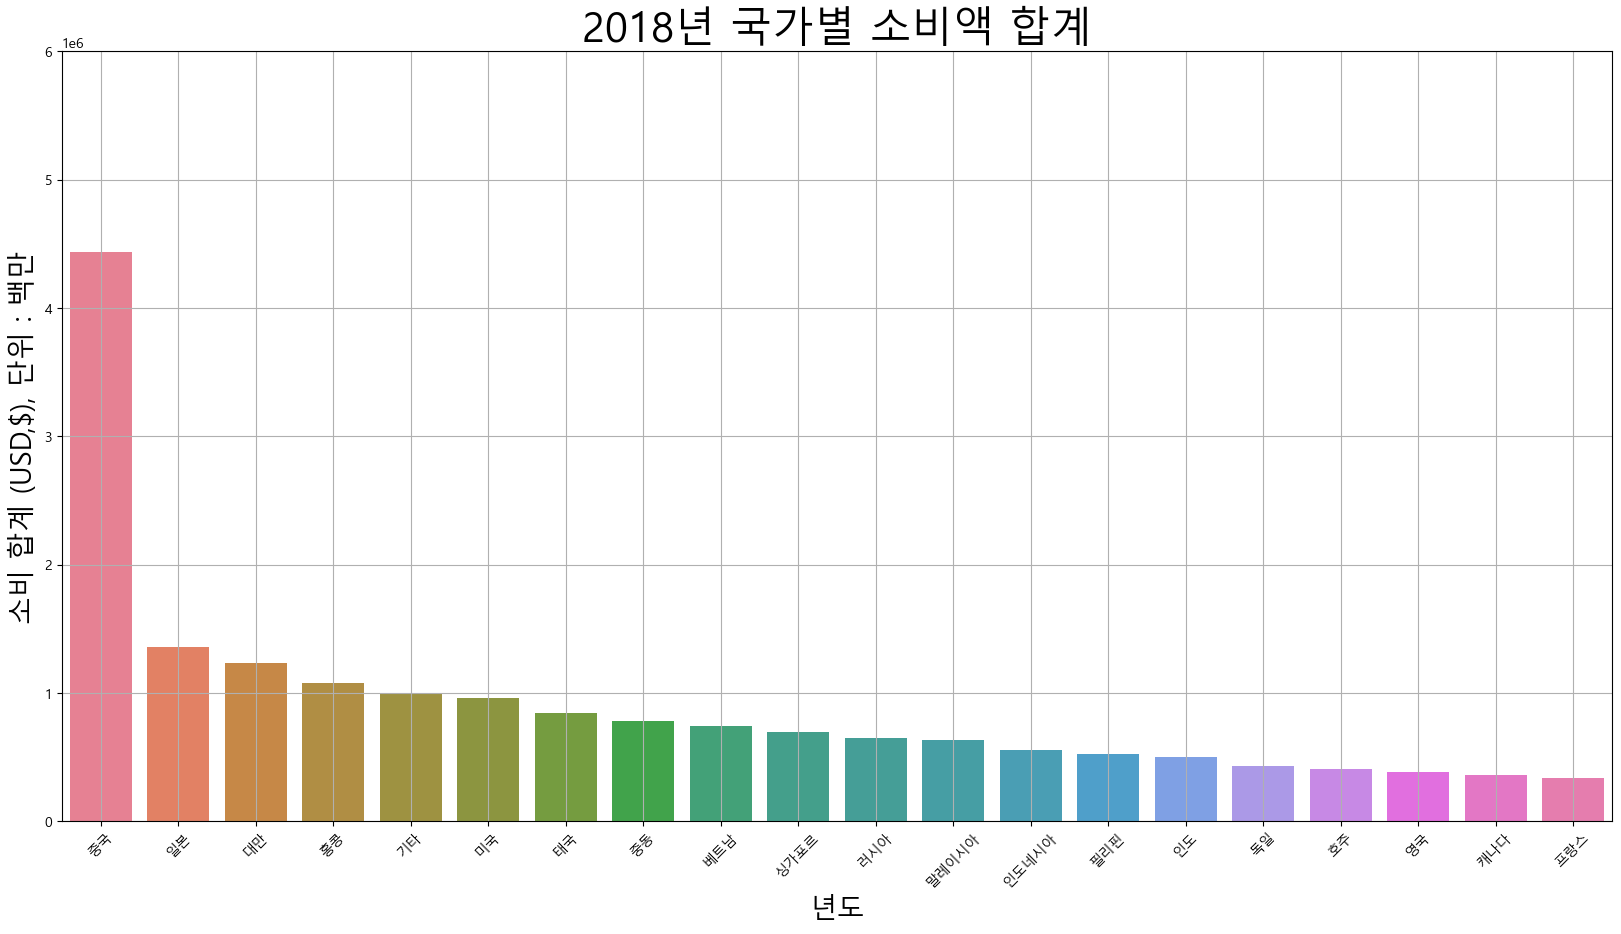 2018년 국가별 소비액 합계
1e6
6
5
4
3
2
1
0
소비 합계 (USD,$), 단위 : 백만
중국
일본
대만
홍콩
기타
미국
태국
중동
베트남
싱가포르
러시아
말레이시아
인도네시아
필리핀
인도
독일
호주
영국
캐나다
프랑스
년도